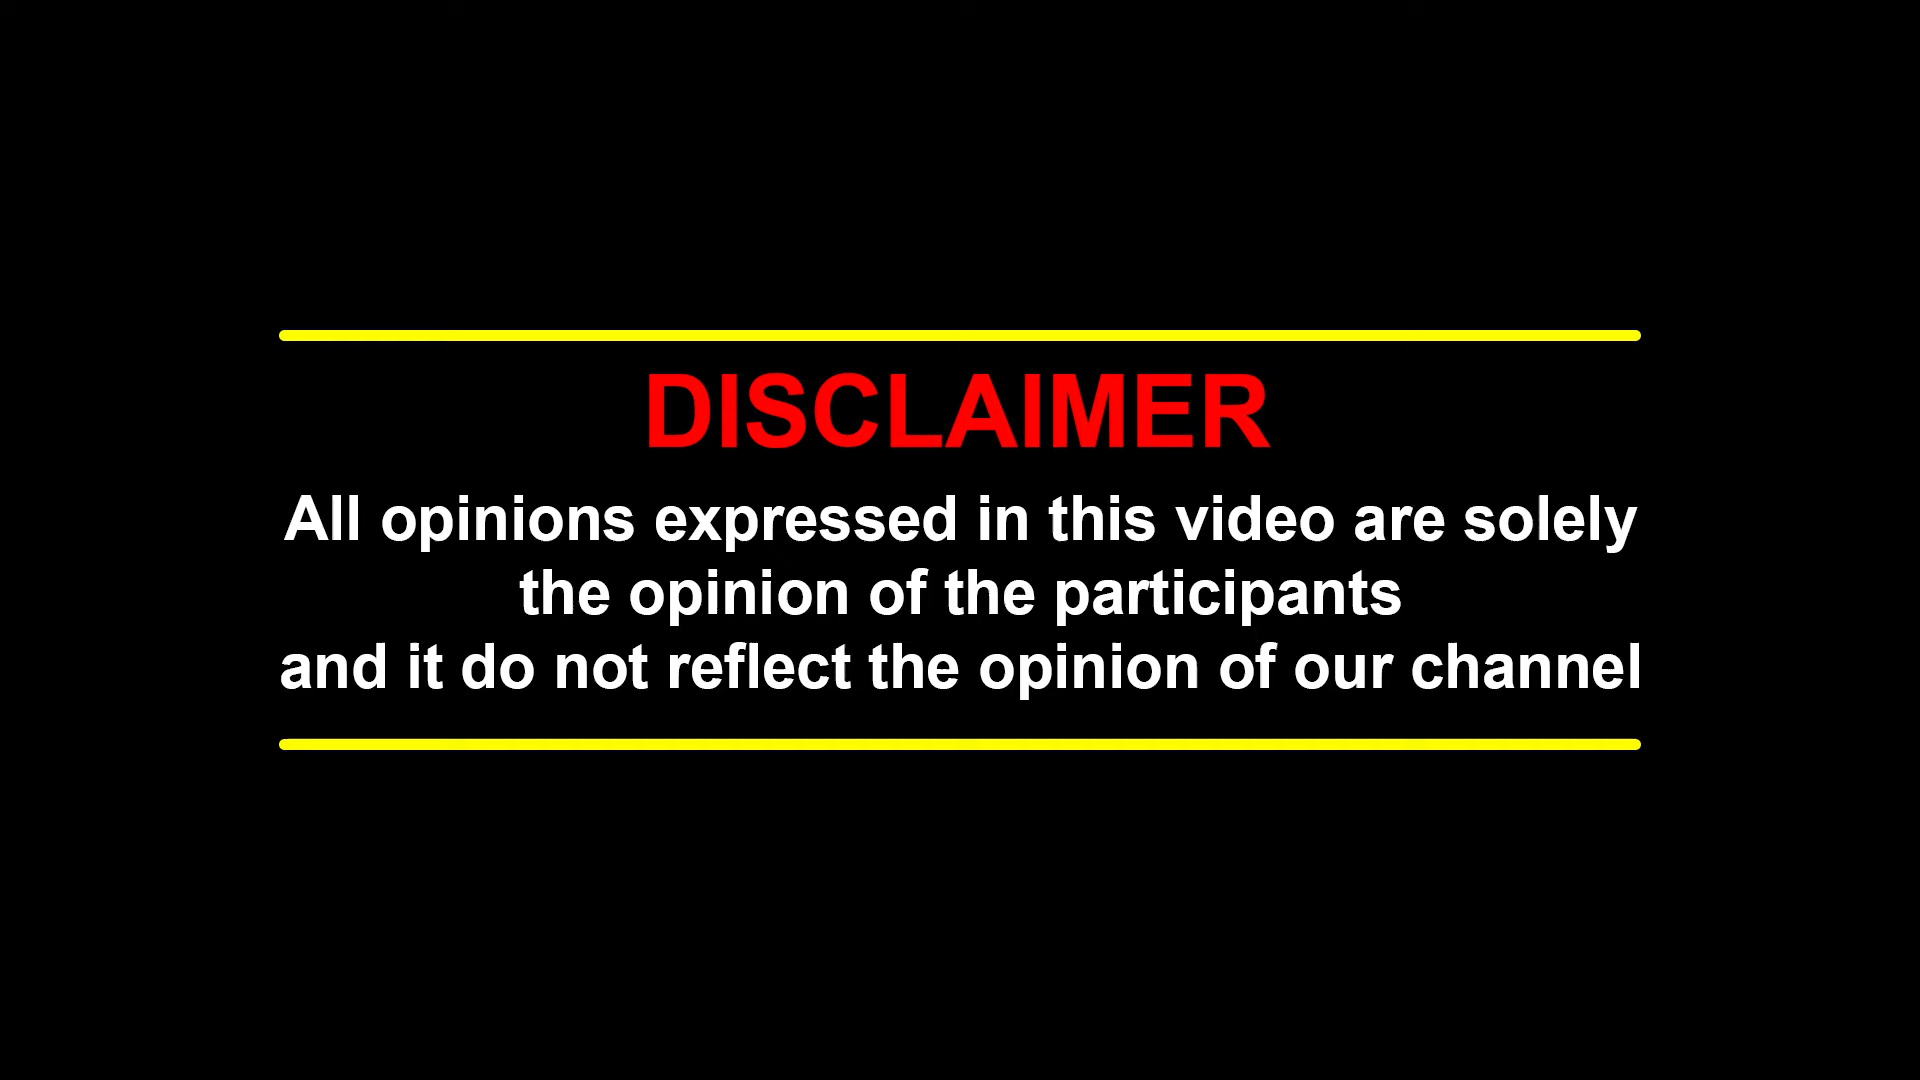 DISCLAIMER
All opinions expressed in this video are solely
the opinion of the participants
and it do not reflect the opinion of our channel